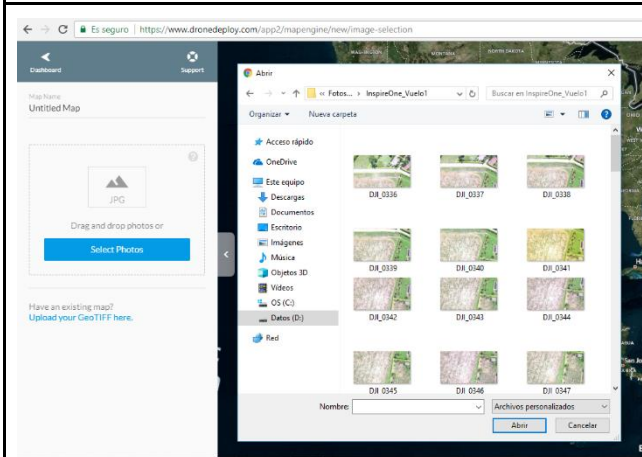 Es seguro | https://www.dronedeploy.com/app2/mapengine/new/image-selection
Dashboard
Support
Map Name
Untitled Map
JPG
Drag and drop photos or
Select Photos
Have an existing map?
Upload your GeoTIFF here.
Abrir
« Fotos... > InspireOne_Vuelo1
Buscar en InspireOne_Vuelo1
Organizar
Nueva carpeta
Acceso rápido
OneDrive
Este equipo
Descargas
Documentos
Escritorio
Imágenes
Música
Objetos 3D
Vídeos
OS (C:)
Datos (D:)
Red
DJI_0336 DJI_0337 DJI_0338
DJI_0339 DJI_0340 DJI_0341
DJI_0342 DJI_0343 DJI_0344
DJI_0345 DJI_0346 DJI_0347
Nombre:
Archivos personalizados
Abrir
Cancelar
MONTANA
NORTH DAKOTA